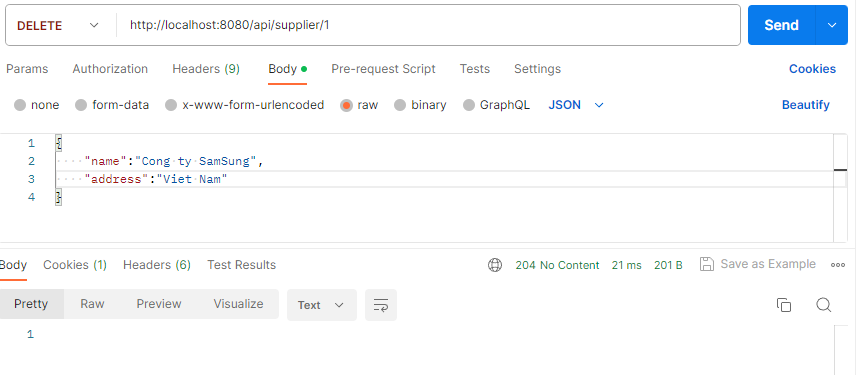 DELETE http://localhost:8080/api/supplier/1 Send
Params Authorization Headers (9) Body Pre-request Script Tests Settings Cookies
none form-data x-www-form-urlencoded raw binary GraphQL JSON Beautify
1 {
2 "name":"Cong ty SamSung",
3 "address":"Viet Nam"
4 }
Body Cookies (1) Headers (6) Test Results 204 No Content 21 ms 201 B Save as Example
Pretty Raw Preview Visualize Text
1